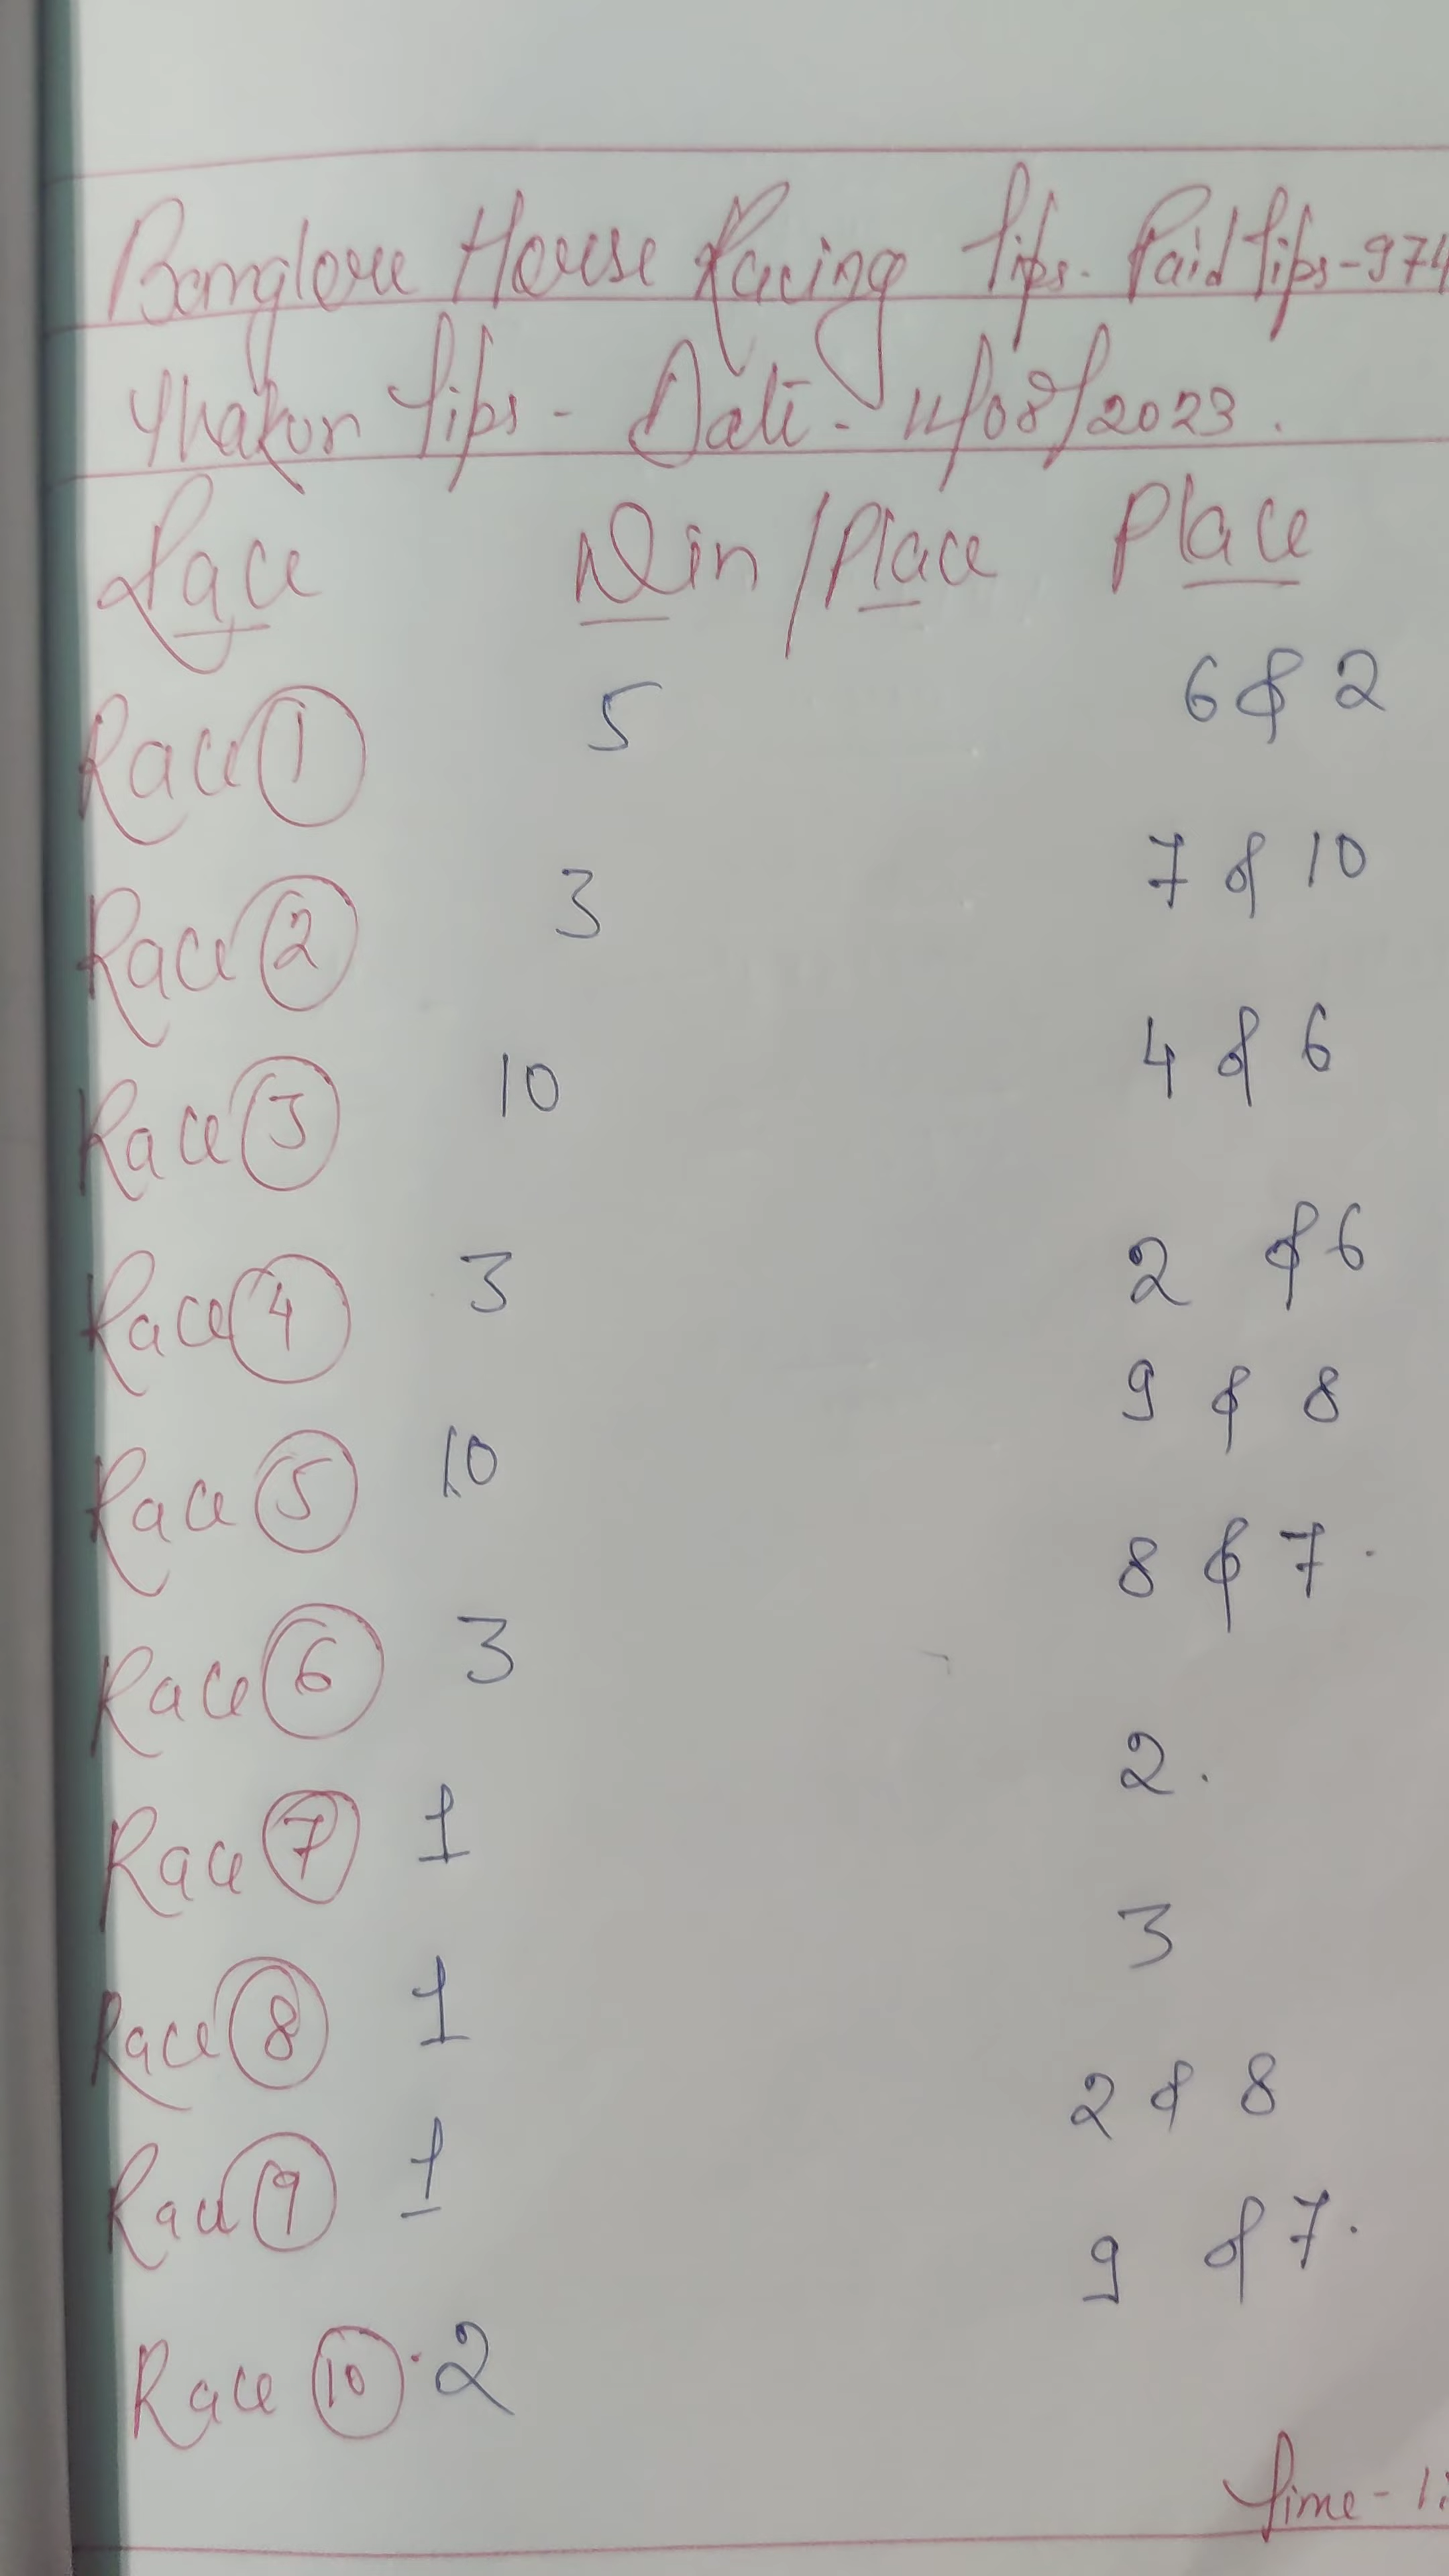 Banglore Horse Racing Tips- Paid Tips-974
Thakur Tips - Date - 11/08/2023.
Race Win/Place Place
Race 1 5 6 & 2
Race 2 3 7 & 10
Race 3 10 4 & 6
Race 4 3 2 & 6
Race 5 10 9 & 8
Race 6 3 8 & 7.
Race 7 1 2.
Race 8 1 3
Race 9 1 2 & 8
Race 10. 2 9 & 7.
Time-1: